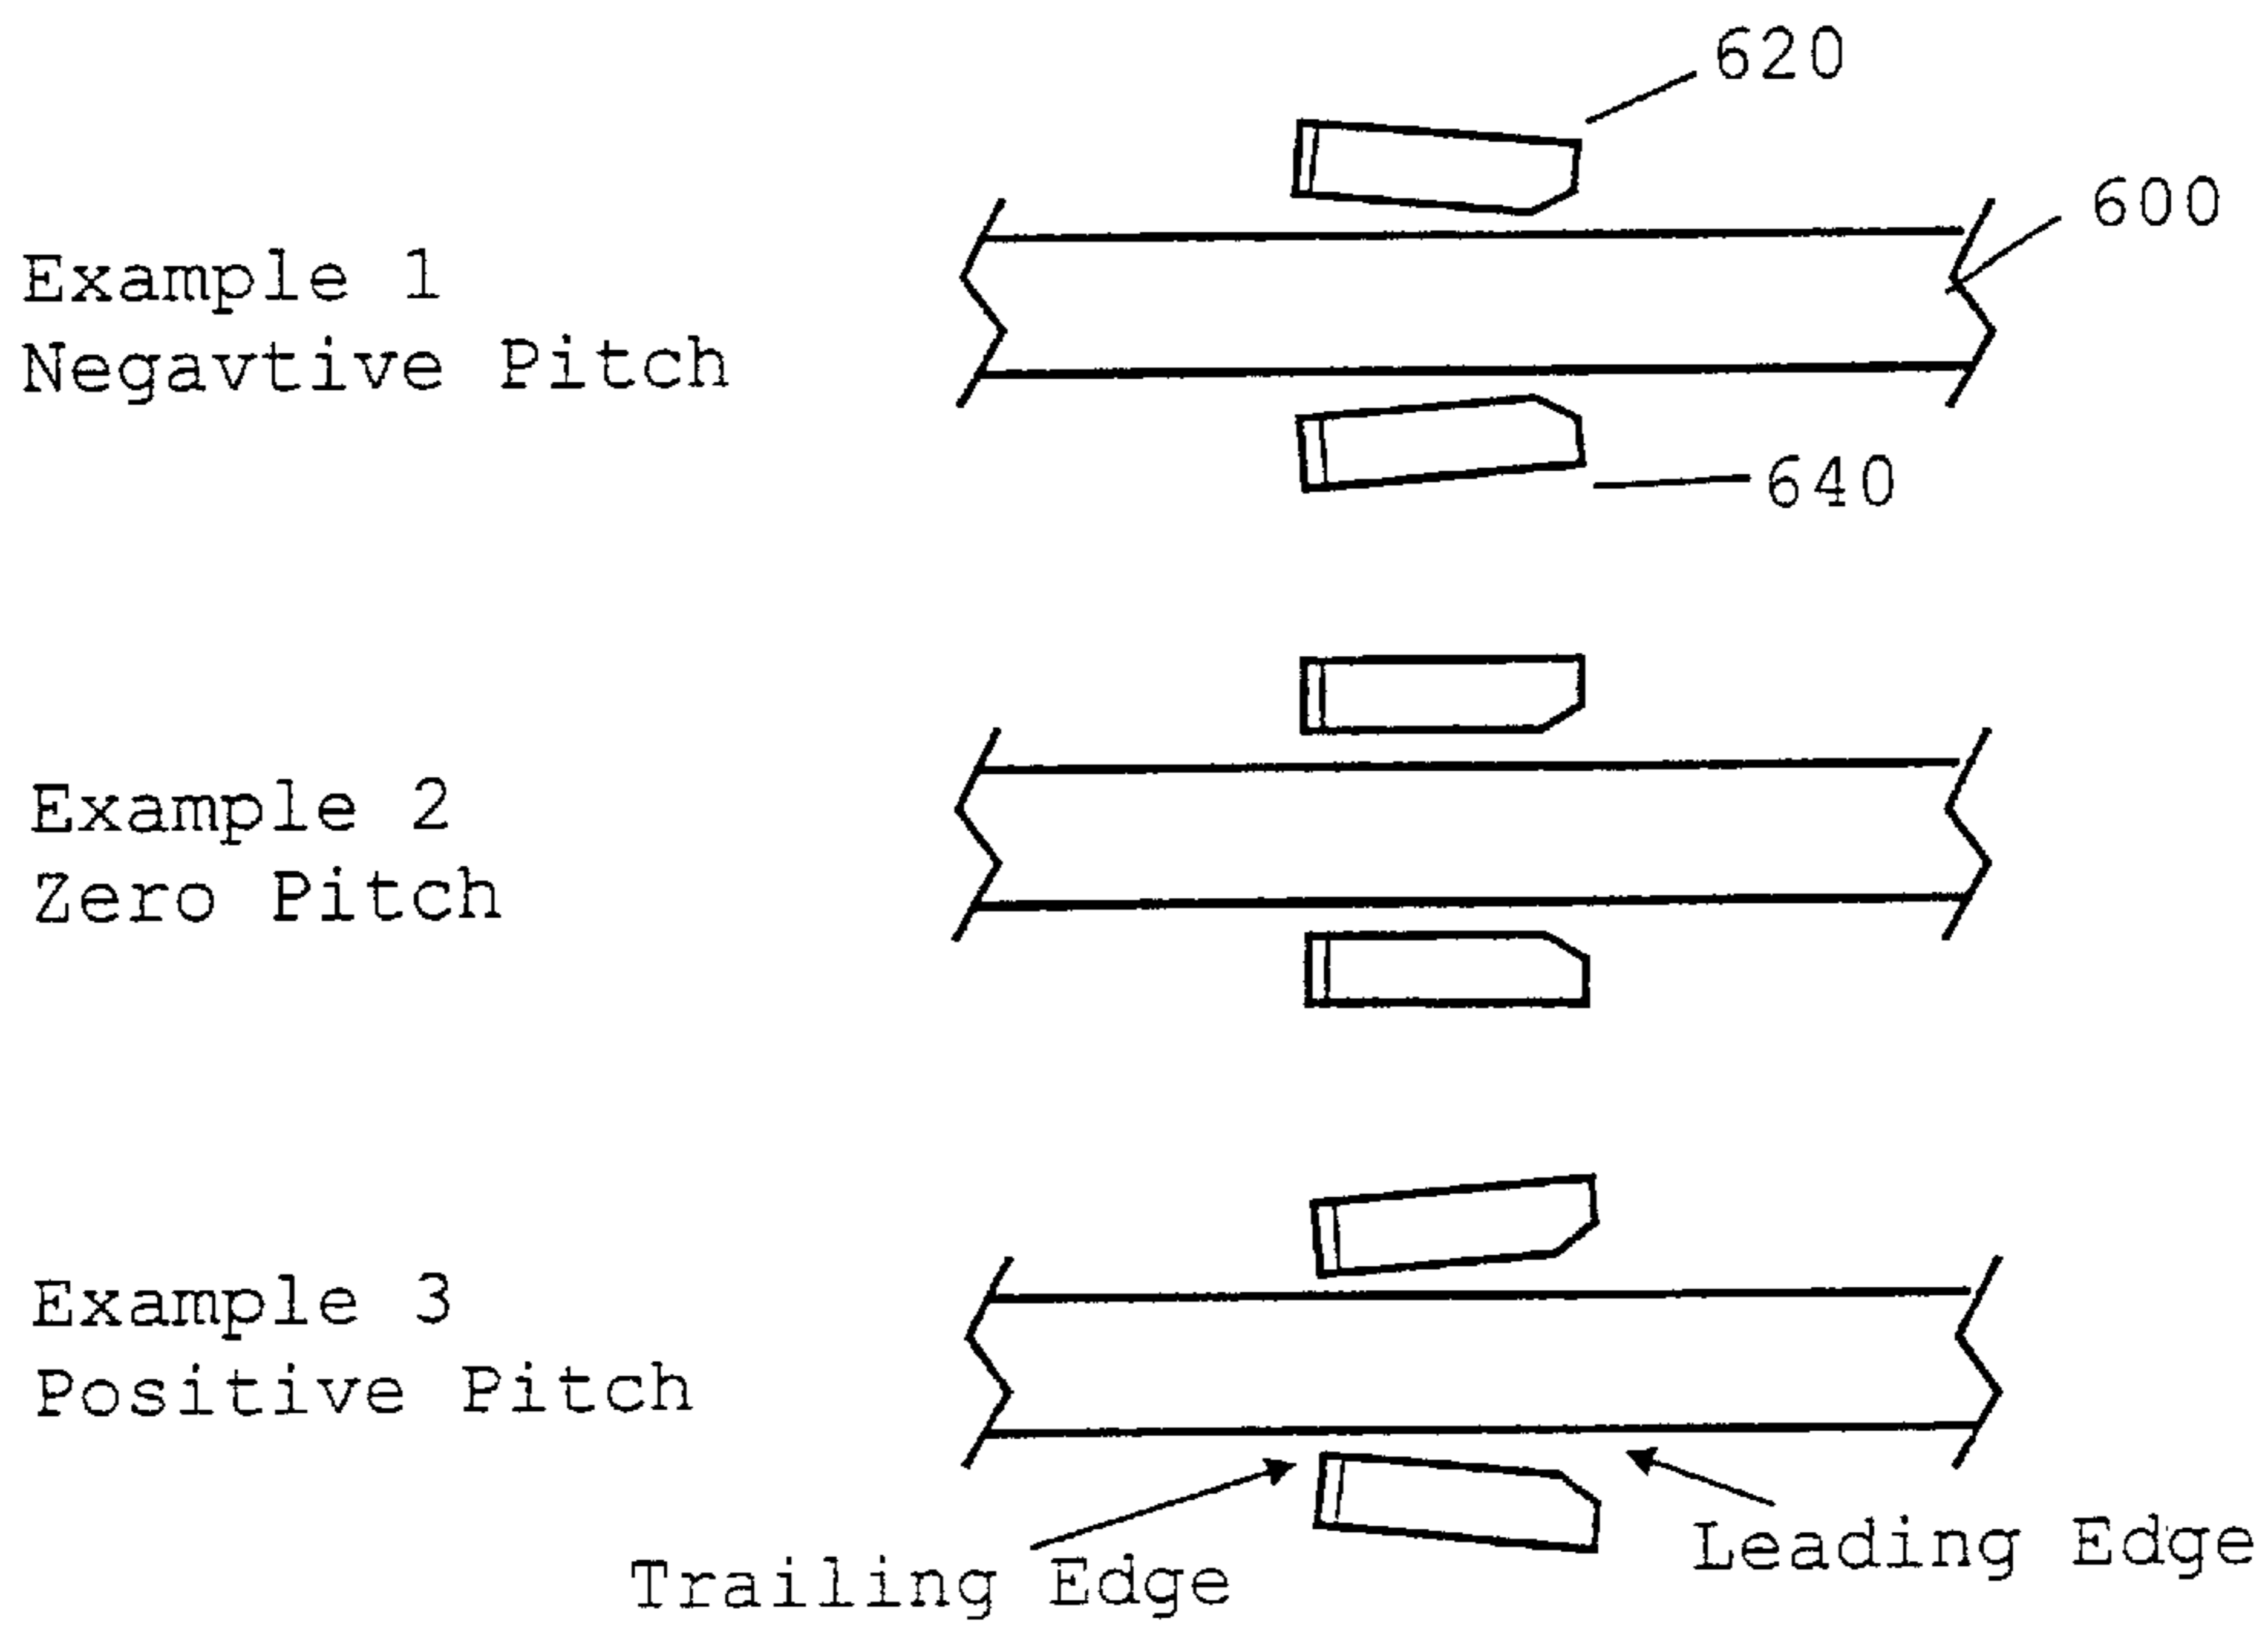 620
600
Example 1
Negavtive Pitch
640
Example 2
Zero Pitch
Example 3
Positive Pitch
Leading Edge
Trailing Edge